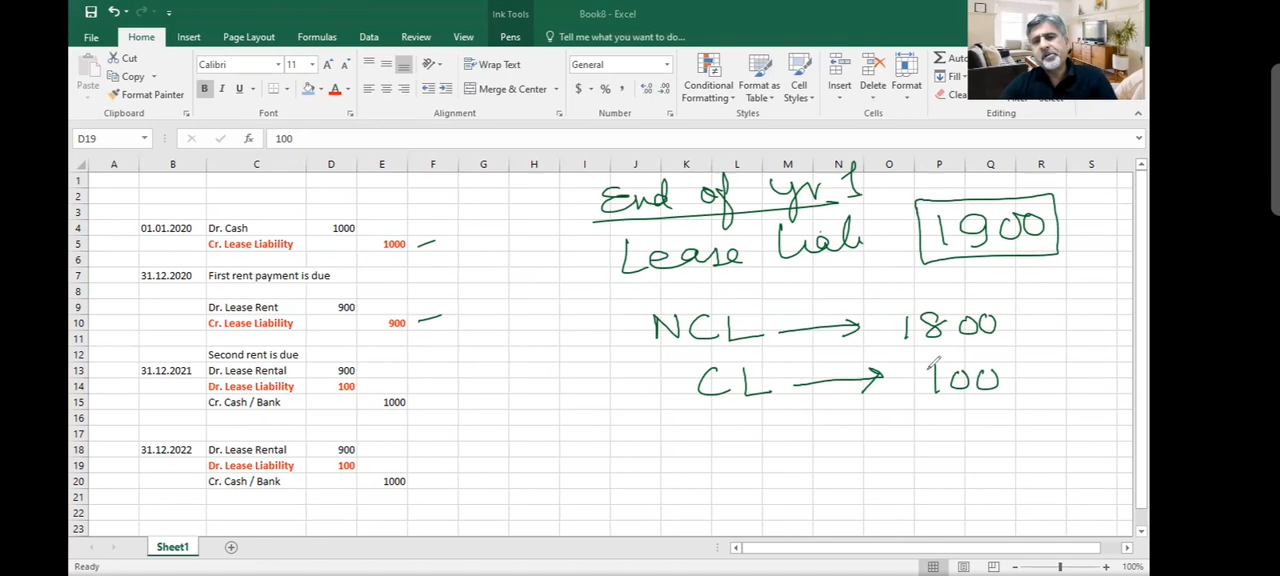 Ink Tools
Book8 - Excel
File Home Insert Page Layout Formulas Data Review View Pens Tell me what you want to do...
Paste
Cut
Copy
Format Painter
Clipboard
Calibri 11
B I U
Font
Wrap Text
Merge & Center
Alignment
General
$ %
Number
Conditional Formatting
Format as Table
Cell Styles
Styles
Insert Delete Format
Cells
Fill
Editing
D19 fx 100
A B C D E F G H I J K L M N O P Q R S
1
2
3
4 01.01.2020 Dr. Cash 1000
5 Cr. Lease Liability 1000
6
7 31.12.2020 First rent payment is due
8
9 Dr. Lease Rent 900
10 Cr. Lease Liability 900
11
12 Second rent is due
13 31.12.2021 Dr. Lease Rental 900
14 Dr. Lease Liability 100
15 Cr. Cash / Bank 1000
16
17
18 31.12.2022 Dr. Lease Rental 900
19 Dr. Lease Liability 100
20 Cr. Cash / Bank 1000
21
22
23
End of yr. 1
Lease Liab 1900
NCL → 1800
CL → 100
Sheet1
Ready 100%